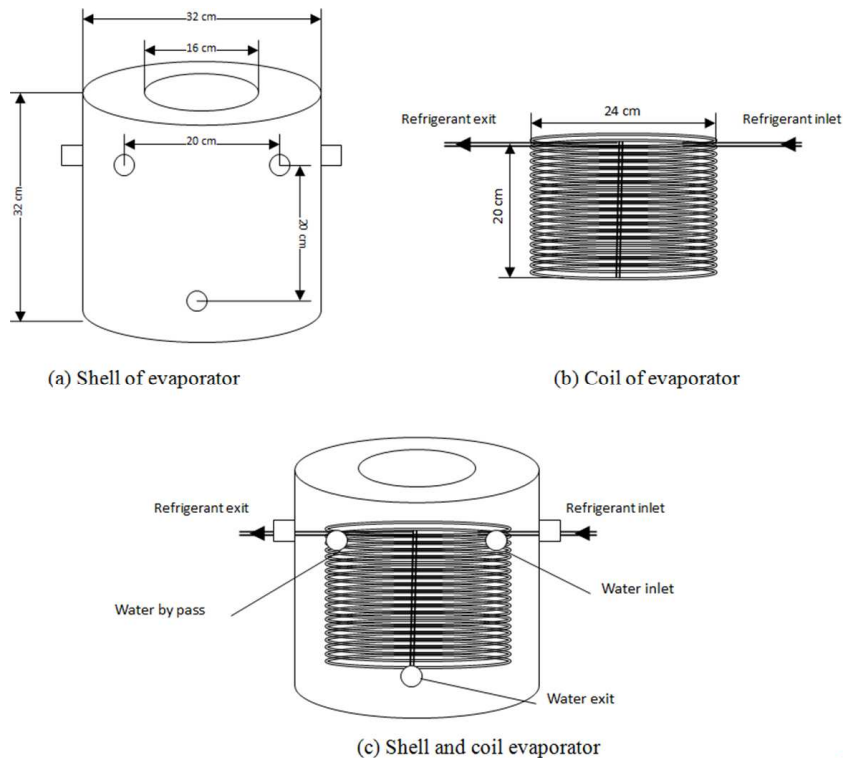 32 cm
16 cm
20 cm
32 cm
20 cm
(a) Shell of evaporator
24 cm
Refrigerant exit
Refrigerant inlet
20 cm
(b) Coil of evaporator
Refrigerant exit
Refrigerant inlet
Water by pass
Water inlet
Water exit
(c) Shell and coil evaporator